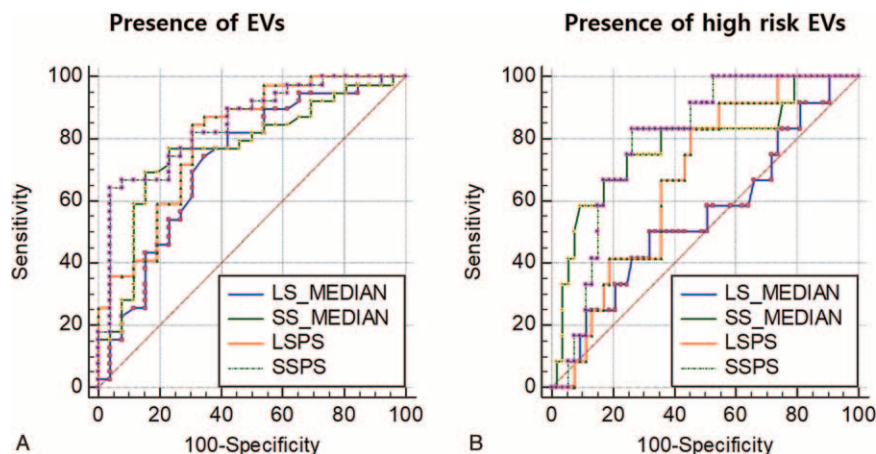 Presence of EVs
Sensitivity
100
80
60
40
20
0
LS_MEDIAN
SS_MEDIAN
LSPS
SSPS
0 20 40 60 80 100
100-Specificity
A
Presence of high risk EVs
Sensitivity
100
80
60
40
20
0
LS_MEDIAN
SS_MEDIAN
LSPS
SSPS
0 20 40 60 80 100
100-Specificity
B